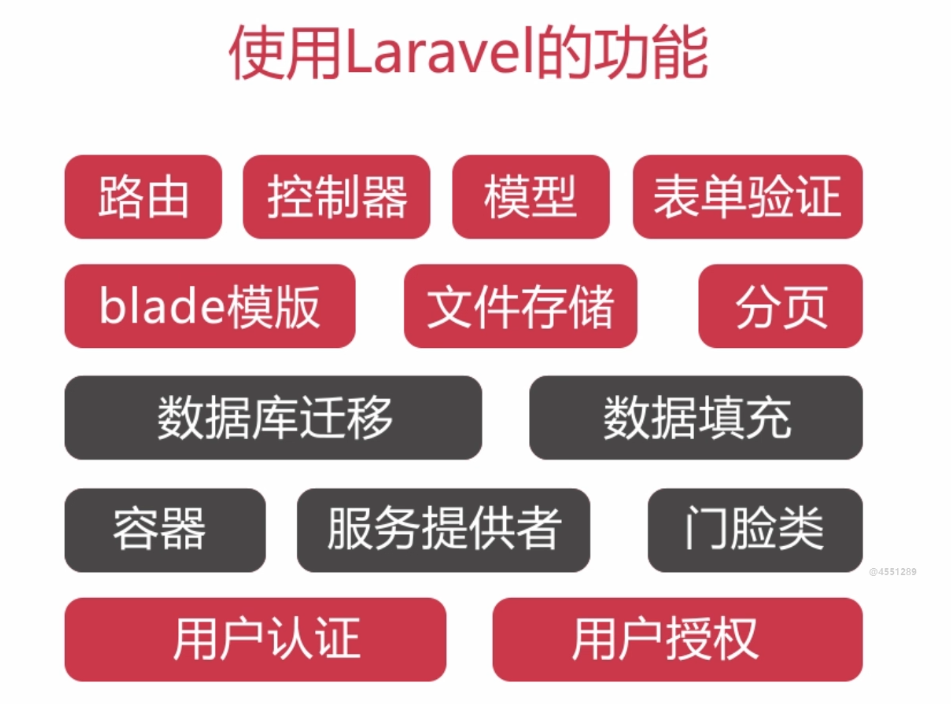 使用Laravel的功能
路由 控制器 模型 表单验证
blade模版 文件存储 分页
数据库迁移 数据填充
容器 服务提供者 门脸类
@4551289
用户认证 用户授权